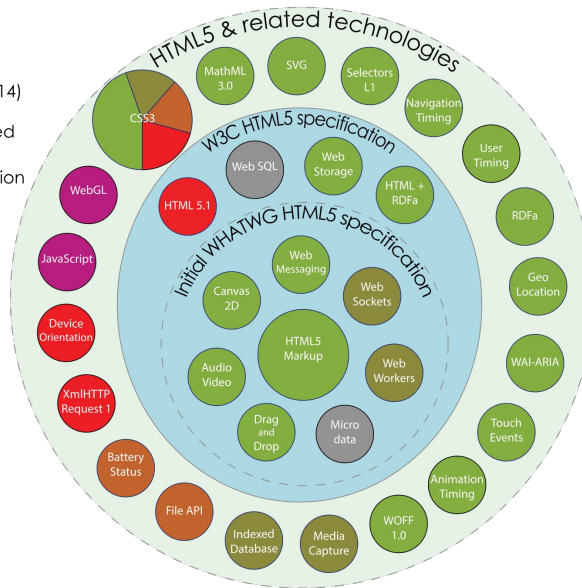 14)
ed
ion
HTML5 & related technologies
CSS3
MathML
3.0
SVG
Selectors
L1
Navigation
Timing
User
Timing
RDFa
Geo
Location
WAI-ARIA
Touch
Events
Animation
Timing
WOFF
1.0
Media
Capture
Indexed
Database
File API
Battery
Status
XmlHTTP
Request 1
Device
Orientation
JavaScript
WebGL
W3C HTML5 specification
HTML 5.1
Web SQL
Web
Storage
HTML +
RDFa
Initial WHATWG HTML5 specification
Web
Messaging
Canvas
2D
Web
Sockets
HTML5
Markup
Audio
Video
Web
Workers
Drag
and
Drop
Micro
data